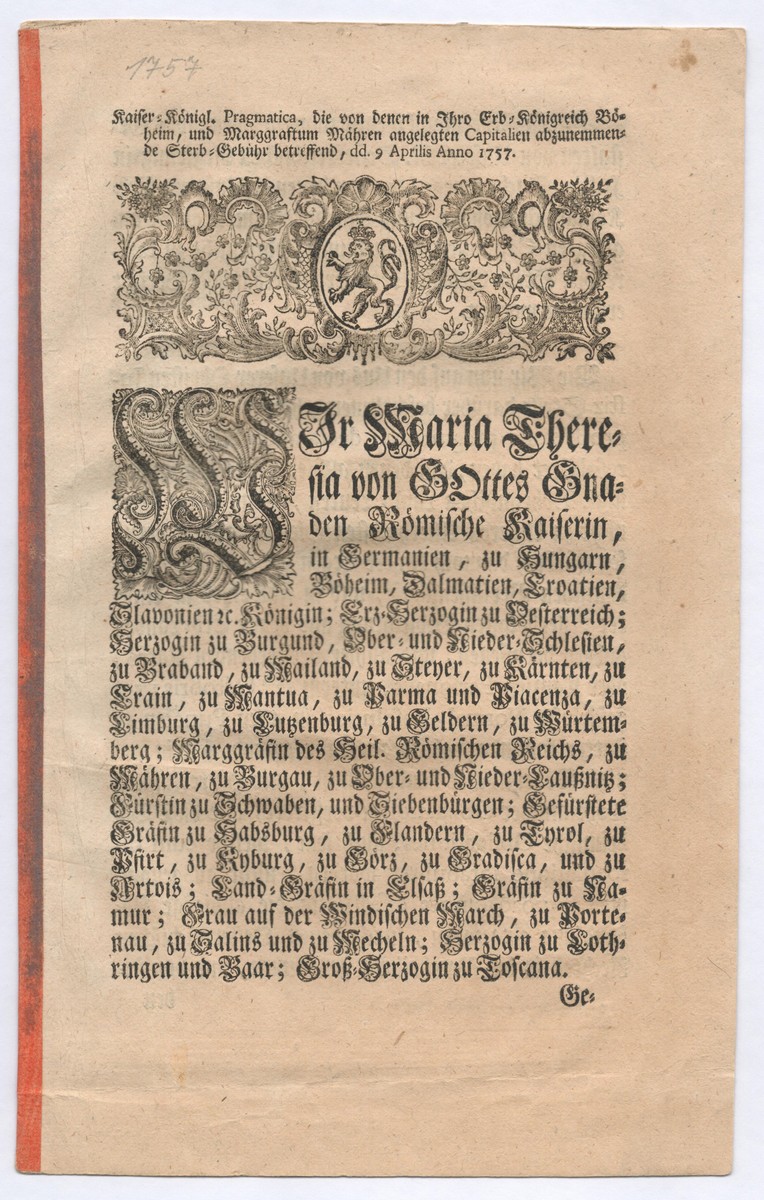 1757
Kaiser-Königl. Pragmatica, die von denen in Ihro Erb-Königreich Bö-
heim, und Marggraftum Mähren angelegten Capitalien abzunemmen-
de Sterb-Gebühr betreffend, dd. 9 Aprilis Anno 1757.
WIr Maria There-
sia von GOttes Gna-
den Römische Kaiserin,
in Germanien, zu Hungarn,
Böheim, Dalmatien, Croatien,
Slavonien ꝛc. Königin; Erz-Herzogin zu Oesterreich;
Herzogin zu Burgund, Ober- und Nieder-Schlesien,
zu Braband, zu Mailand, zu Steyer, zu Kärnten, zu
Crain, zu Mantua, zu Parma und Piacenza, zu
Limburg, zu Lutzenburg, zu Geldern, zu Würtem-
berg; Marggräfin des Heil. Römischen Reichs, zu
Mähren, zu Burgau, zu Ober- und Nieder-Laußnitz;
Fürstin zu Schwaben, und Siebenbürgen; Gefürstete
Gräfin zu Habsburg, zu Flandern, zu Tyrol, zu
Pfirt, zu Kyburg, zu Görz, zu Gradisca, und zu
Artois; Land-Gräfin in Elsaß; Gräfin zu Na-
mur; Frau auf der Windischen March, zu Porte-
nau, zu Salins und zu Mecheln; Herzogin zu Loth-
ringen und Baar; Groß-Herzogin zu Toscana.
Ge-